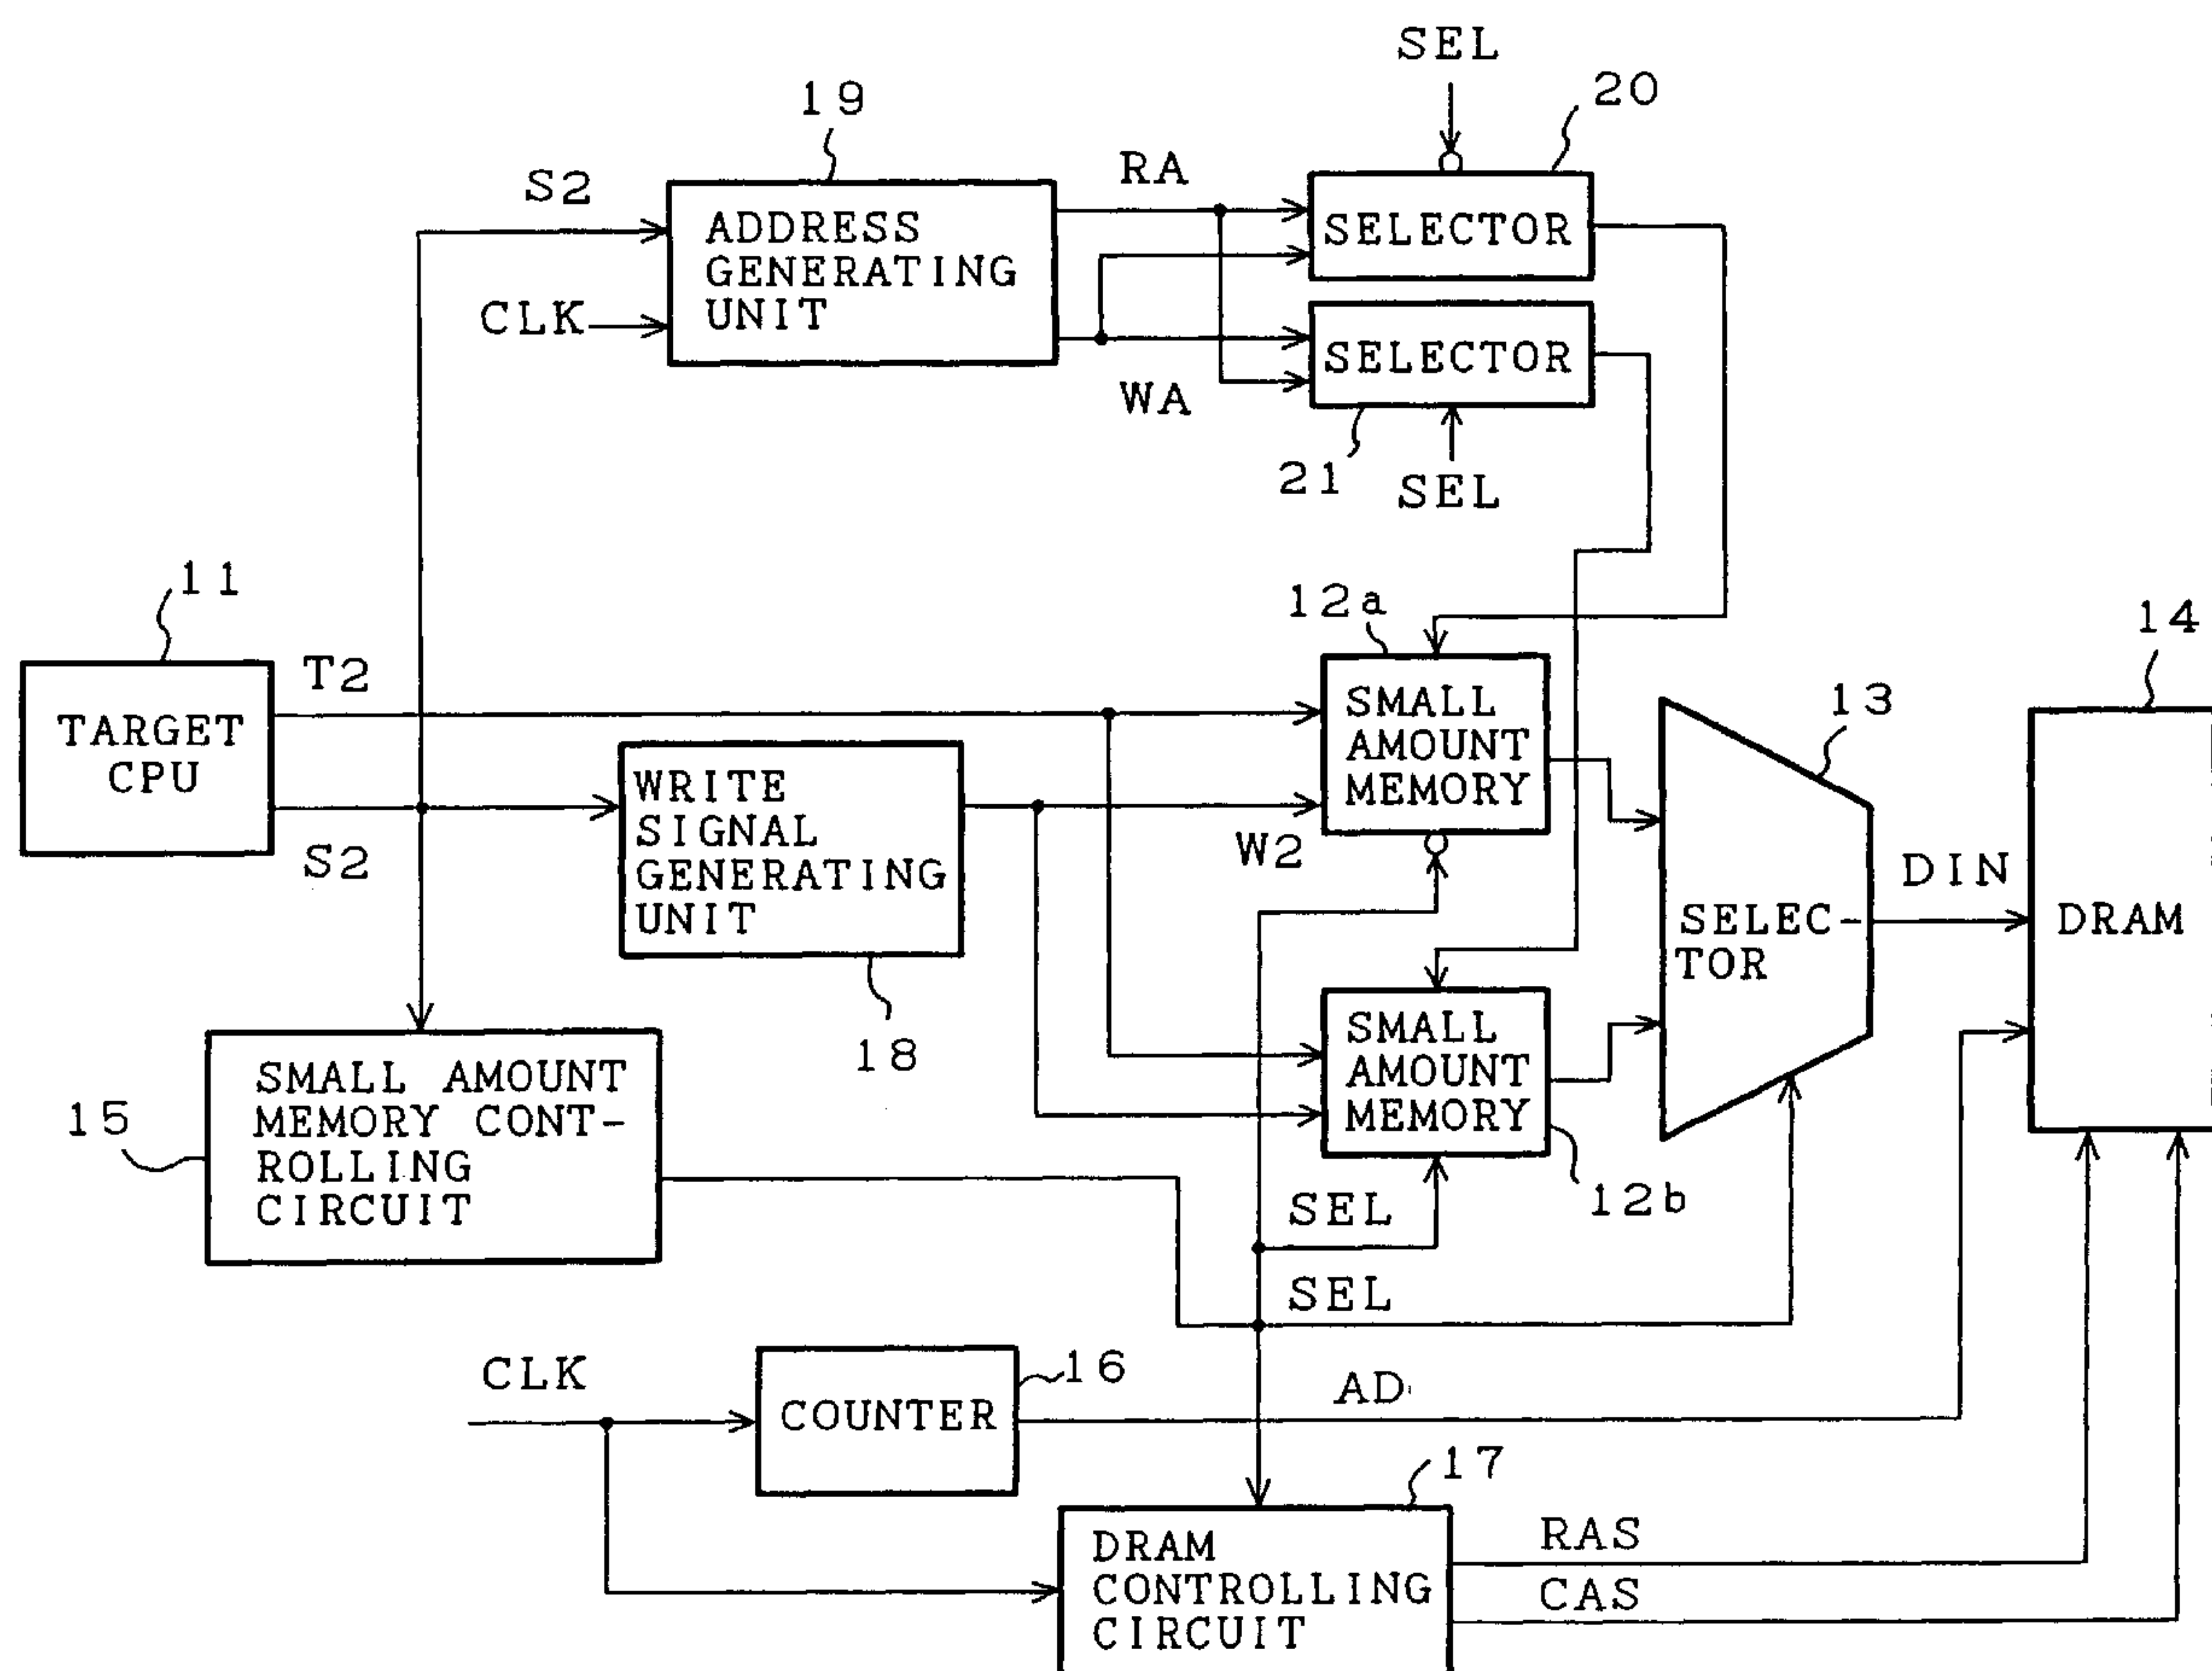 SEL
19
20
S2
RA
ADDRESS
GENERATING
UNIT
SELECTOR
CLK
SELECTOR
WA
21
SEL
11
12a
14
T2
TARGET
CPU
SMALL
AMOUNT
MEMORY
13
WRITE
SIGNAL
GENERATING
UNIT
S2
W2
DIN
SELEC-
TOR
DRAM
18
SMALL
AMOUNT
MEMORY
15
SMALL AMOUNT
MEMORY CONT-
ROLLING
CIRCUIT
12b
SEL
SEL
CLK
16
COUNTER
AD
17
DRAM
CONTROLLING
CIRCUIT
RAS
CAS